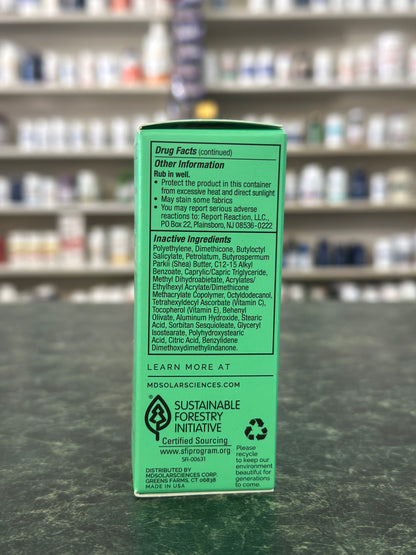 Drug Facts (continued)
Other Information
Rub in well.
• Protect the product in this container
from excessive heat and direct sunlight
• May stain some fabrics
• You may report serious adverse
reactions to: Report Reaction, LLC.,
PO Box 22, Plainsboro, NJ 08536-0222
Inactive Ingredients
Polyethylene, Dimethicone, Butyloctyl
Salicylate, Petrolatum, Butyrospermum
Parkii (Shea) Butter, C12-15 Alkyl
Benzoate, Caprylic/Capric Triglyceride,
Methyl Dihydroabietate, Acrylates/
Ethylhexyl Acrylate/Dimethicone
Methacrylate Copolymer, Octyldodecanol,
Tetrahexyldecyl Ascorbate (Vitamin C),
Tocopherol (Vitamin E), Behenyl
Olivate, Aluminum Hydroxide, Stearic
Acid, Sorbitan Sesquioleate, Glyceryl
Isostearate, Polyhydroxystearic
Acid, Citric Acid, Benzylidene
Dimethoxydimethylindanone.
LEARN MORE AT
MDSOLARSCIENCES.COM
®
SUSTAINABLE
FORESTRY
INITIATIVE
Certified Sourcing
www.sfiprogram.org
SFI-00631
Please
recycle
to keep our
environment
beautiful for
generations
to come.
DISTRIBUTED BY
MDSOLARSCIENCES CORP.
GREENS FARMS, CT 06838
MADE IN USA